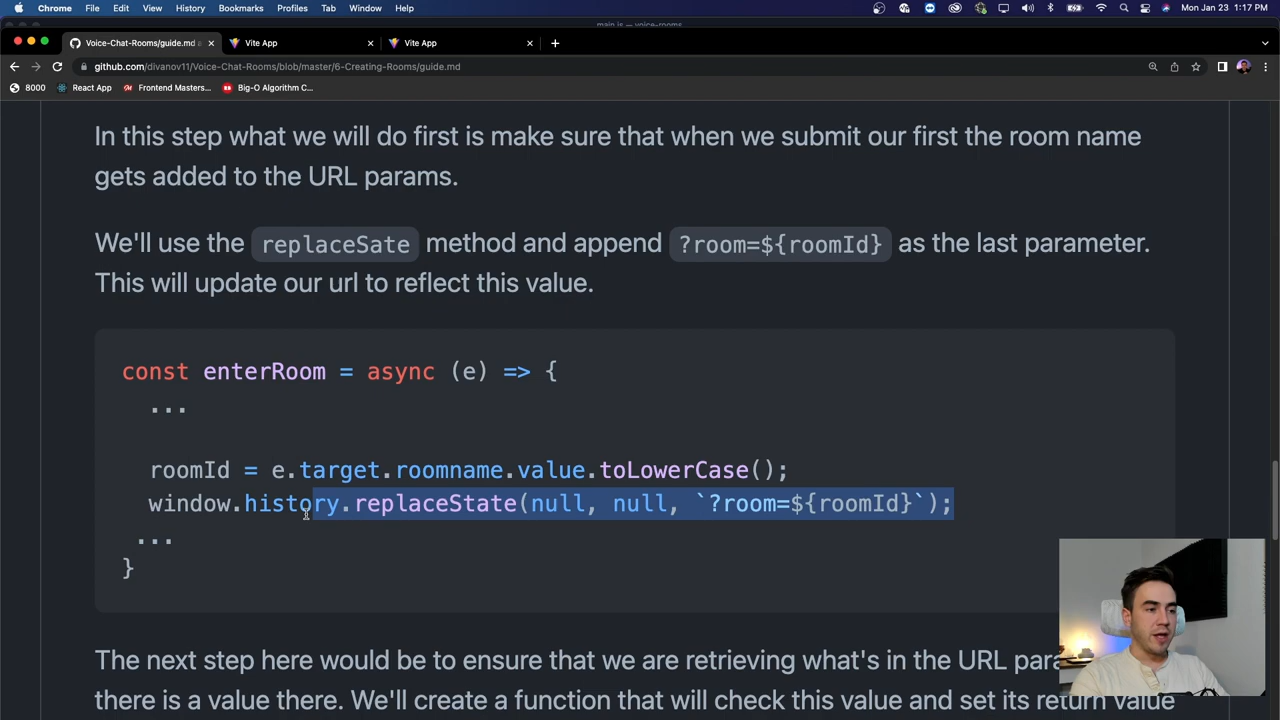 Chrome File Edit View History Bookmarks Profiles Tab Window Help Mon Jan 23 1:17 PM
main.js — voice-rooms
Voice-Chat-Rooms/guide.md a Vite App Vite App
github.com/divanov11/Voice-Chat-Rooms/blob/master/6-Creating-Rooms/guide.md
8000 React App Frontend Masters... Big-O Algorithm C...
In this step what we will do first is make sure that when we submit our first the room name
gets added to the URL params.
We'll use the replaceSate method and append ?room=${roomId} as the last parameter.
This will update our url to reflect this value.
const enterRoom = async (e) => {
...
roomId = e.target.roomname.value.toLowerCase();
window.history.replaceState(null, null, `?room=${roomId}`);
...
}
The next step here would be to ensure that we are retrieving what's in the URL para
there is a value there. We'll create a function that will check this value and set its return value